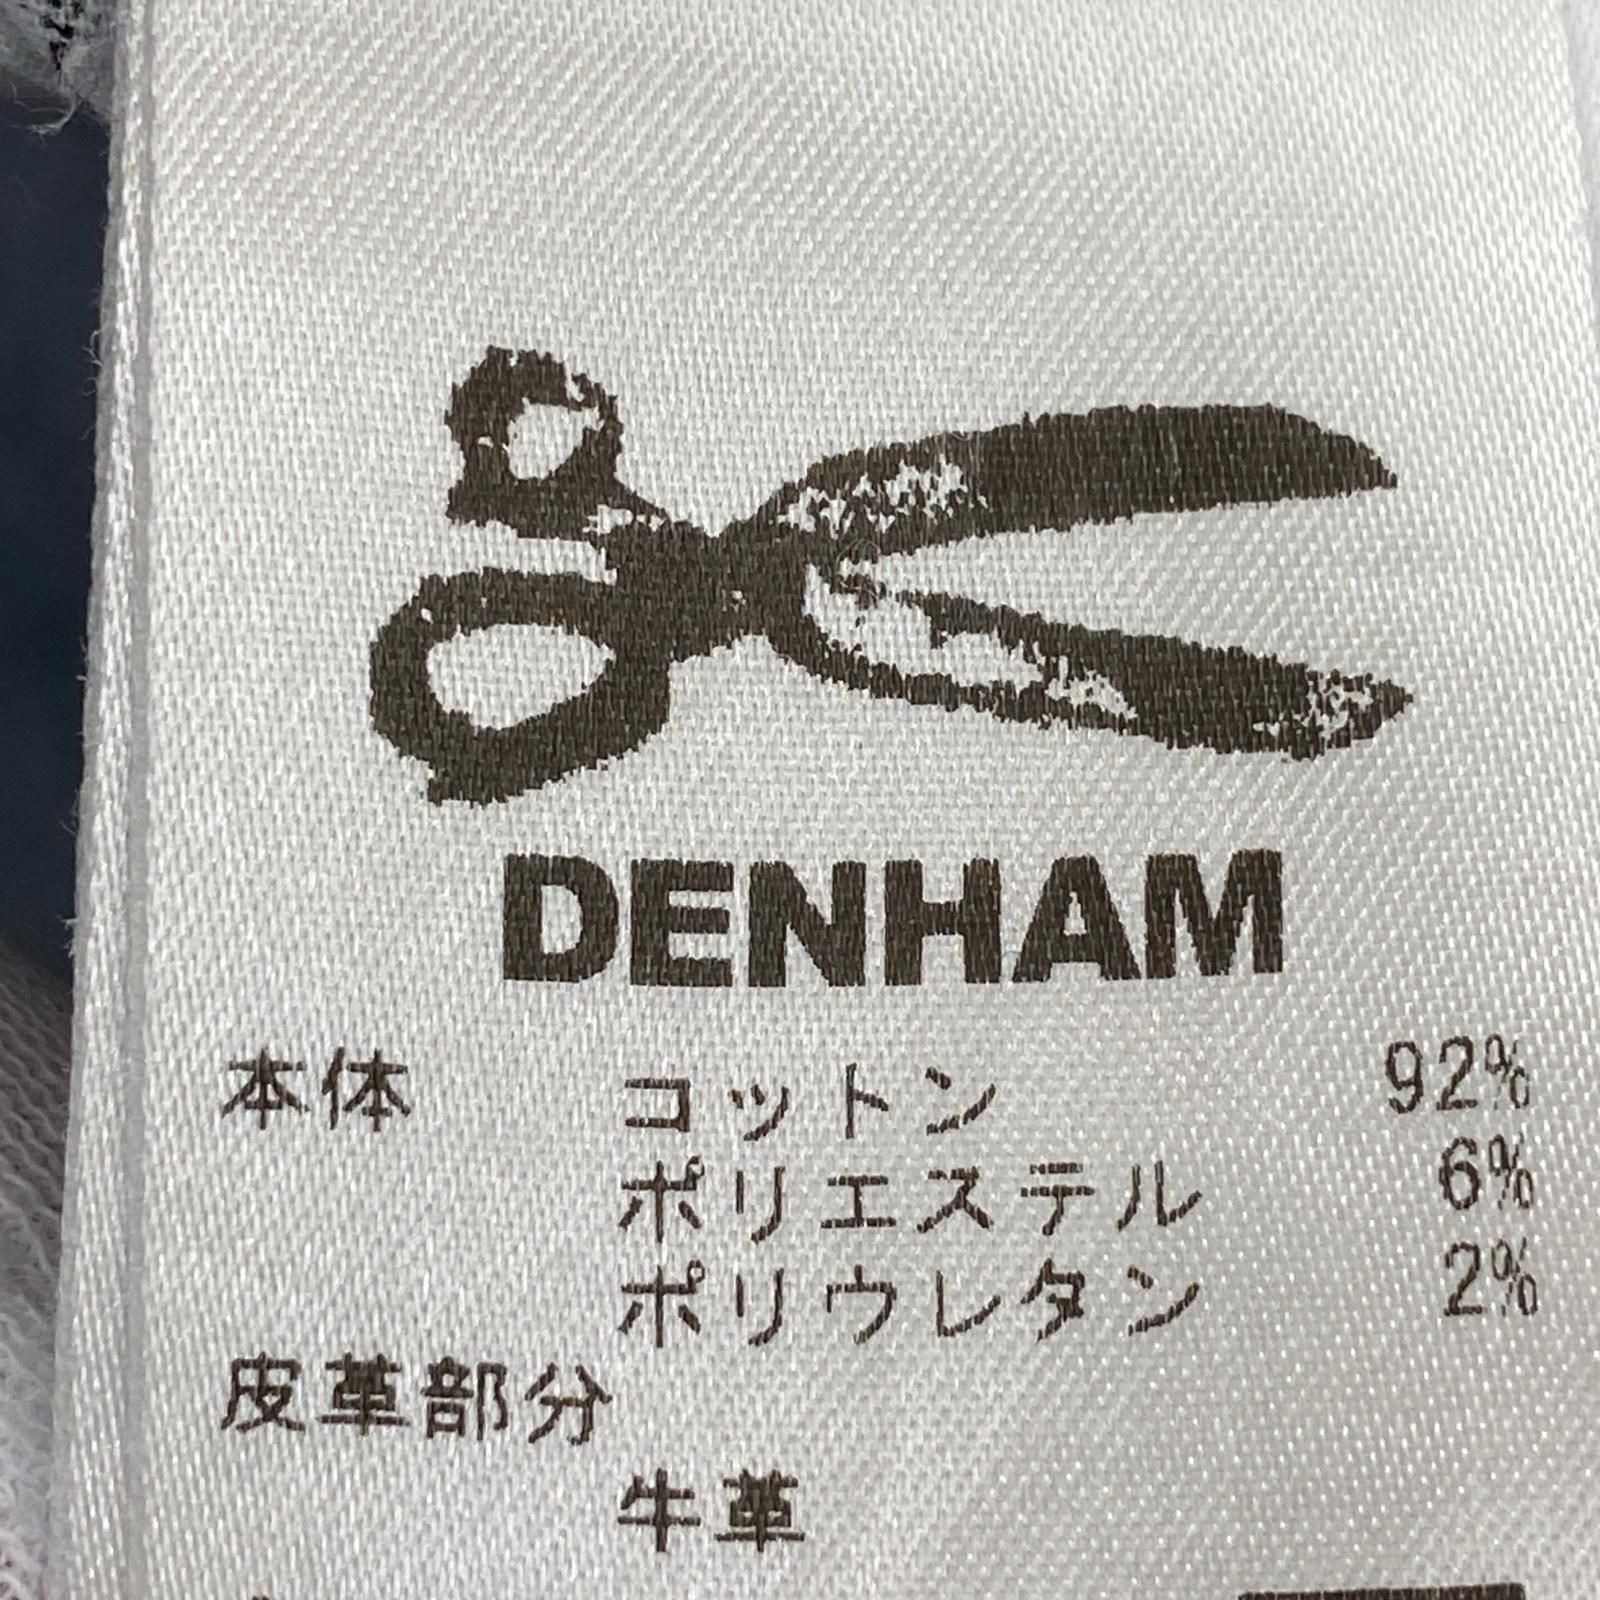 DENHAM
本体 コットン 92%
ポリエステル 6%
ポリウレタン 2%
皮革部分
牛革